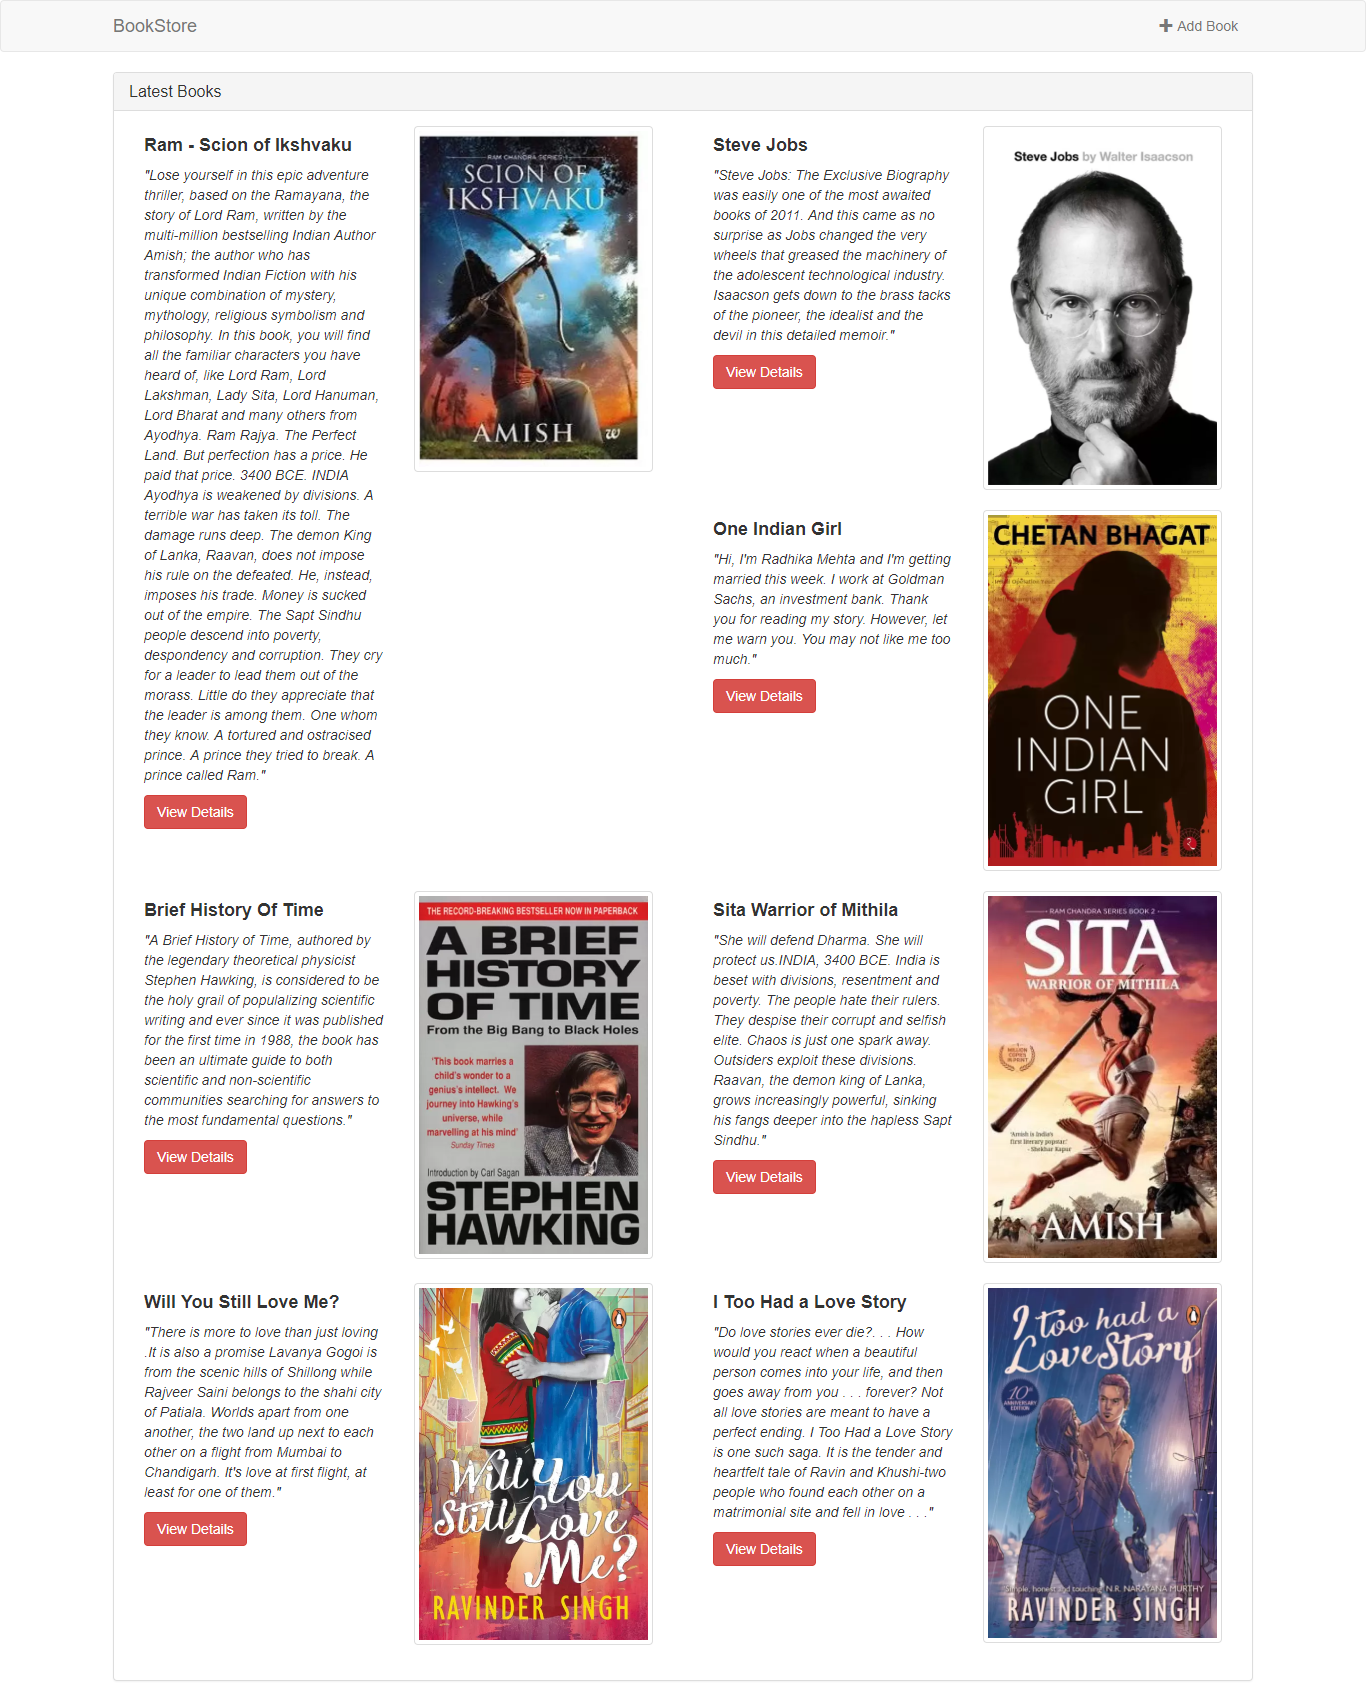 BookStore
Add Book
Latest Books
Ram - Scion of Ikshvaku
"Lose yourself in this epic adventure
thriller, based on the Ramayana, the
story of Lord Ram, written by the
multi-million bestselling Indian Author
Amish; the author who has
transformed Indian Fiction with his
unique combination of mystery,
mythology, religious symbolism and
philosophy. In this book, you will find
all the familiar characters you have
heard of, like Lord Ram, Lord
Lakshman, Lady Sita, Lord Hanuman,
Lord Bharat and many others from
Ayodhya. Ram Rajya. The Perfect
Land. But perfection has a price. He
paid that price. 3400 BCE. INDIA
Ayodhya is weakened by divisions. A
terrible war has taken its toll. The
damage runs deep. The demon King
of Lanka, Raavan, does not impose
his rule on the defeated. He, instead,
imposes his trade. Money is sucked
out of the empire. The Sapt Sindhu
people descend into poverty,
despondency and corruption. They cry
for a leader to lead them out of the
morass. Little do they appreciate that
the leader is among them. One whom
they know. A tortured and ostracised
prince. A prince they tried to break. A
prince called Ram."
View Details
RAM CHANDRA SERIES 1
SCION OF
IKSHVAKU
AMISH
w
Steve Jobs
"Steve Jobs: The Exclusive Biography
was easily one of the most awaited
books of 2011. And this came as no
surprise as Jobs changed the very
wheels that greased the machinery of
the adolescent technological industry.
Isaacson gets down to the brass tacks
of the pioneer, the idealist and the
devil in this detailed memoir."
View Details
Steve Jobs by Walter Isaacson
One Indian Girl
"Hi, I'm Radhika Mehta and I'm getting
married this week. I work at Goldman
Sachs, an investment bank. Thank
you for reading my story. However, let
me warn you. You may not like me too
much."
View Details
CHETAN BHAGAT
ONE
INDIAN
GIRL
Brief History Of Time
"A Brief History of Time, authored by
the legendary theoretical physicist
Stephen Hawking, is considered to be
the holy grail of populalizing scientific
writing and ever since it was published
for the first time in 1988, the book has
been an ultimate guide to both
scientific and non-scientific
communities searching for answers to
the most fundamental questions."
View Details
THE RECORD-BREAKING BESTSELLER NOW IN PAPERBACK
A BRIEF
HISTORY
OF TIME
From the Big Bang to Black Holes
'This book marries a
child's wonder to a
genius's intellect. We
journey into Hawking's
universe, while
marvelling at his mind'
Sunday Times
Introduction by Carl Sagan
STEPHEN
HAWKING
Sita Warrior of Mithila
"She will defend Dharma. She will
protect us.INDIA, 3400 BCE. India is
beset with divisions, resentment and
poverty. The people hate their rulers.
They despise their corrupt and selfish
elite. Chaos is just one spark away.
Outsiders exploit these divisions.
Raavan, the demon king of Lanka,
grows increasingly powerful, sinking
his fangs deeper into the hapless Sapt
Sindhu."
View Details
RAM CHANDRA SERIES BOOK 2
SITA
WARRIOR OF MITHILA
MILLION
COPIES
IN PRINT
'Amish is India's
first literary popstar.'
- Shekhar Kapur
AMISH
Will You Still Love Me?
"There is more to love than just loving
.It is also a promise Lavanya Gogoi is
from the scenic hills of Shillong while
Rajveer Saini belongs to the shahi city
of Patiala. Worlds apart from one
another, the two land up next to each
other on a flight from Mumbai to
Chandigarh. It's love at first flight, at
least for one of them."
View Details
Will You
Still Love
Me?
RAVINDER SINGH
I Too Had a Love Story
"Do love stories ever die?. . . How
would you react when a beautiful
person comes into your life, and then
goes away from you . . . forever? Not
all love stories are meant to have a
perfect ending. I Too Had a Love Story
is one such saga. It is the tender and
heartfelt tale of Ravin and Khushi-two
people who found each other on a
matrimonial site and fell in love . . ."
View Details
I too had a
Love Story
10th
ANNIVERSARY
EDITION
'Simple, honest and touching' N.R. NARAYANA MURTHY
RAVINDER SINGH